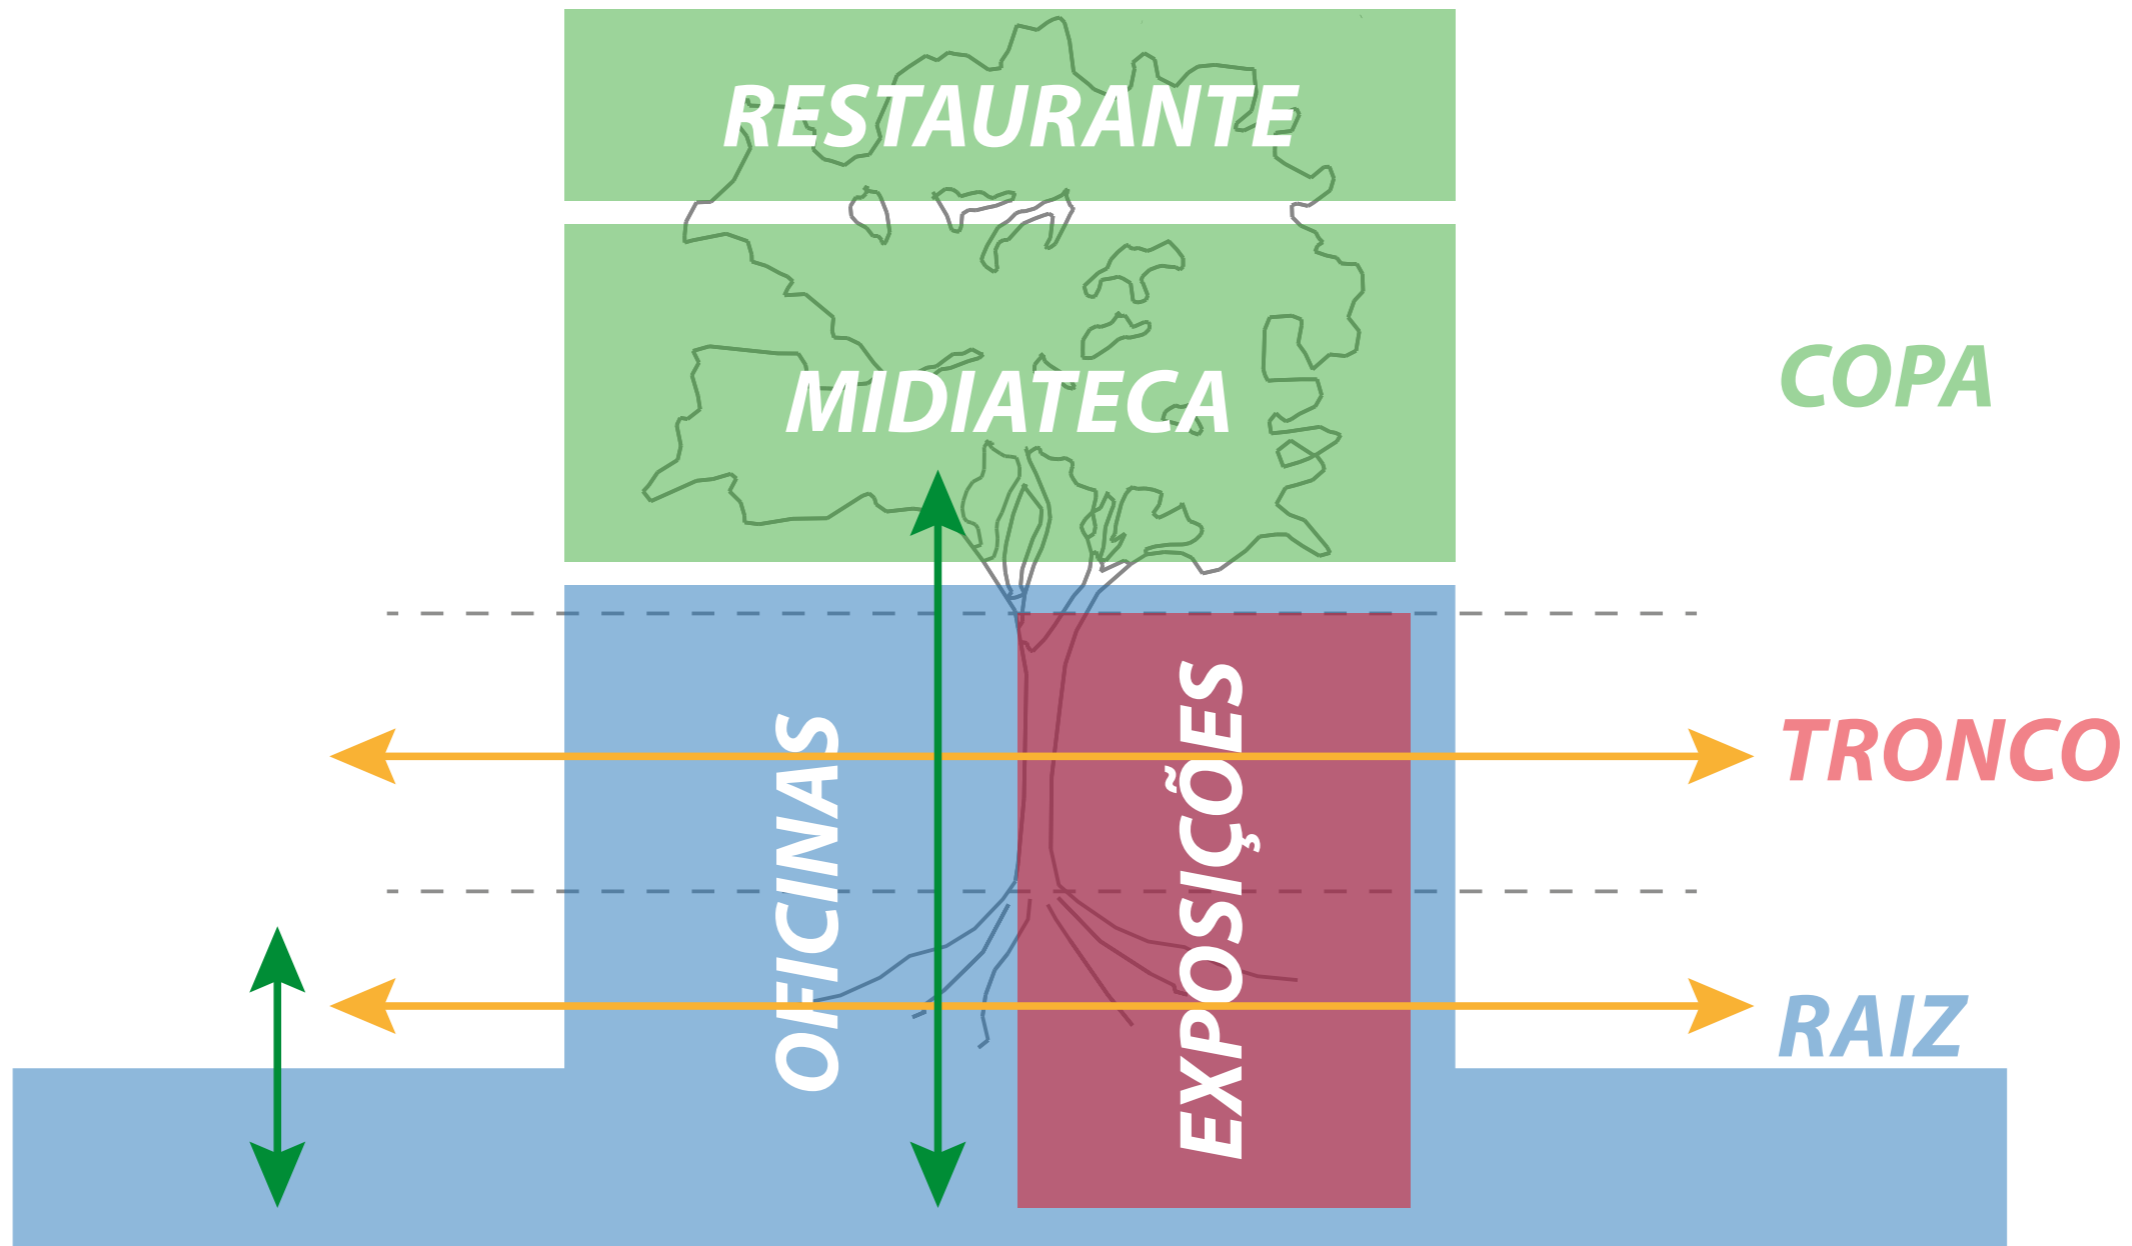 RESTAURANTE
MIDIATECA
COPA
OFICINAS
EXPOSIÇÕES
TRONCO
RAIZ